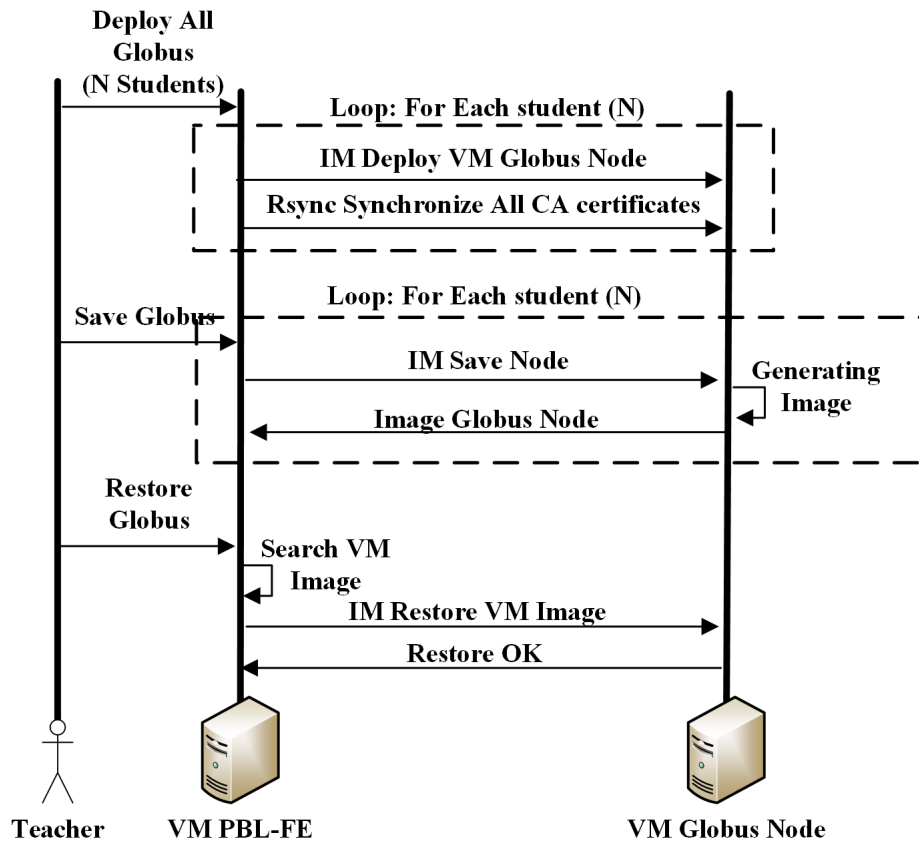 Deploy All
Globus
(N Students)
Loop: For Each student (N)
IM Deploy VM Globus Node
Rsync Synchronize All CA certificates
Loop: For Each student (N)
Save Globus
IM Save Node
Generating
Image
Image Globus Node
Restore
Globus
Search VM
Image
IM Restore VM Image
Restore OK
Teacher
VM PBL-FE
VM Globus Node